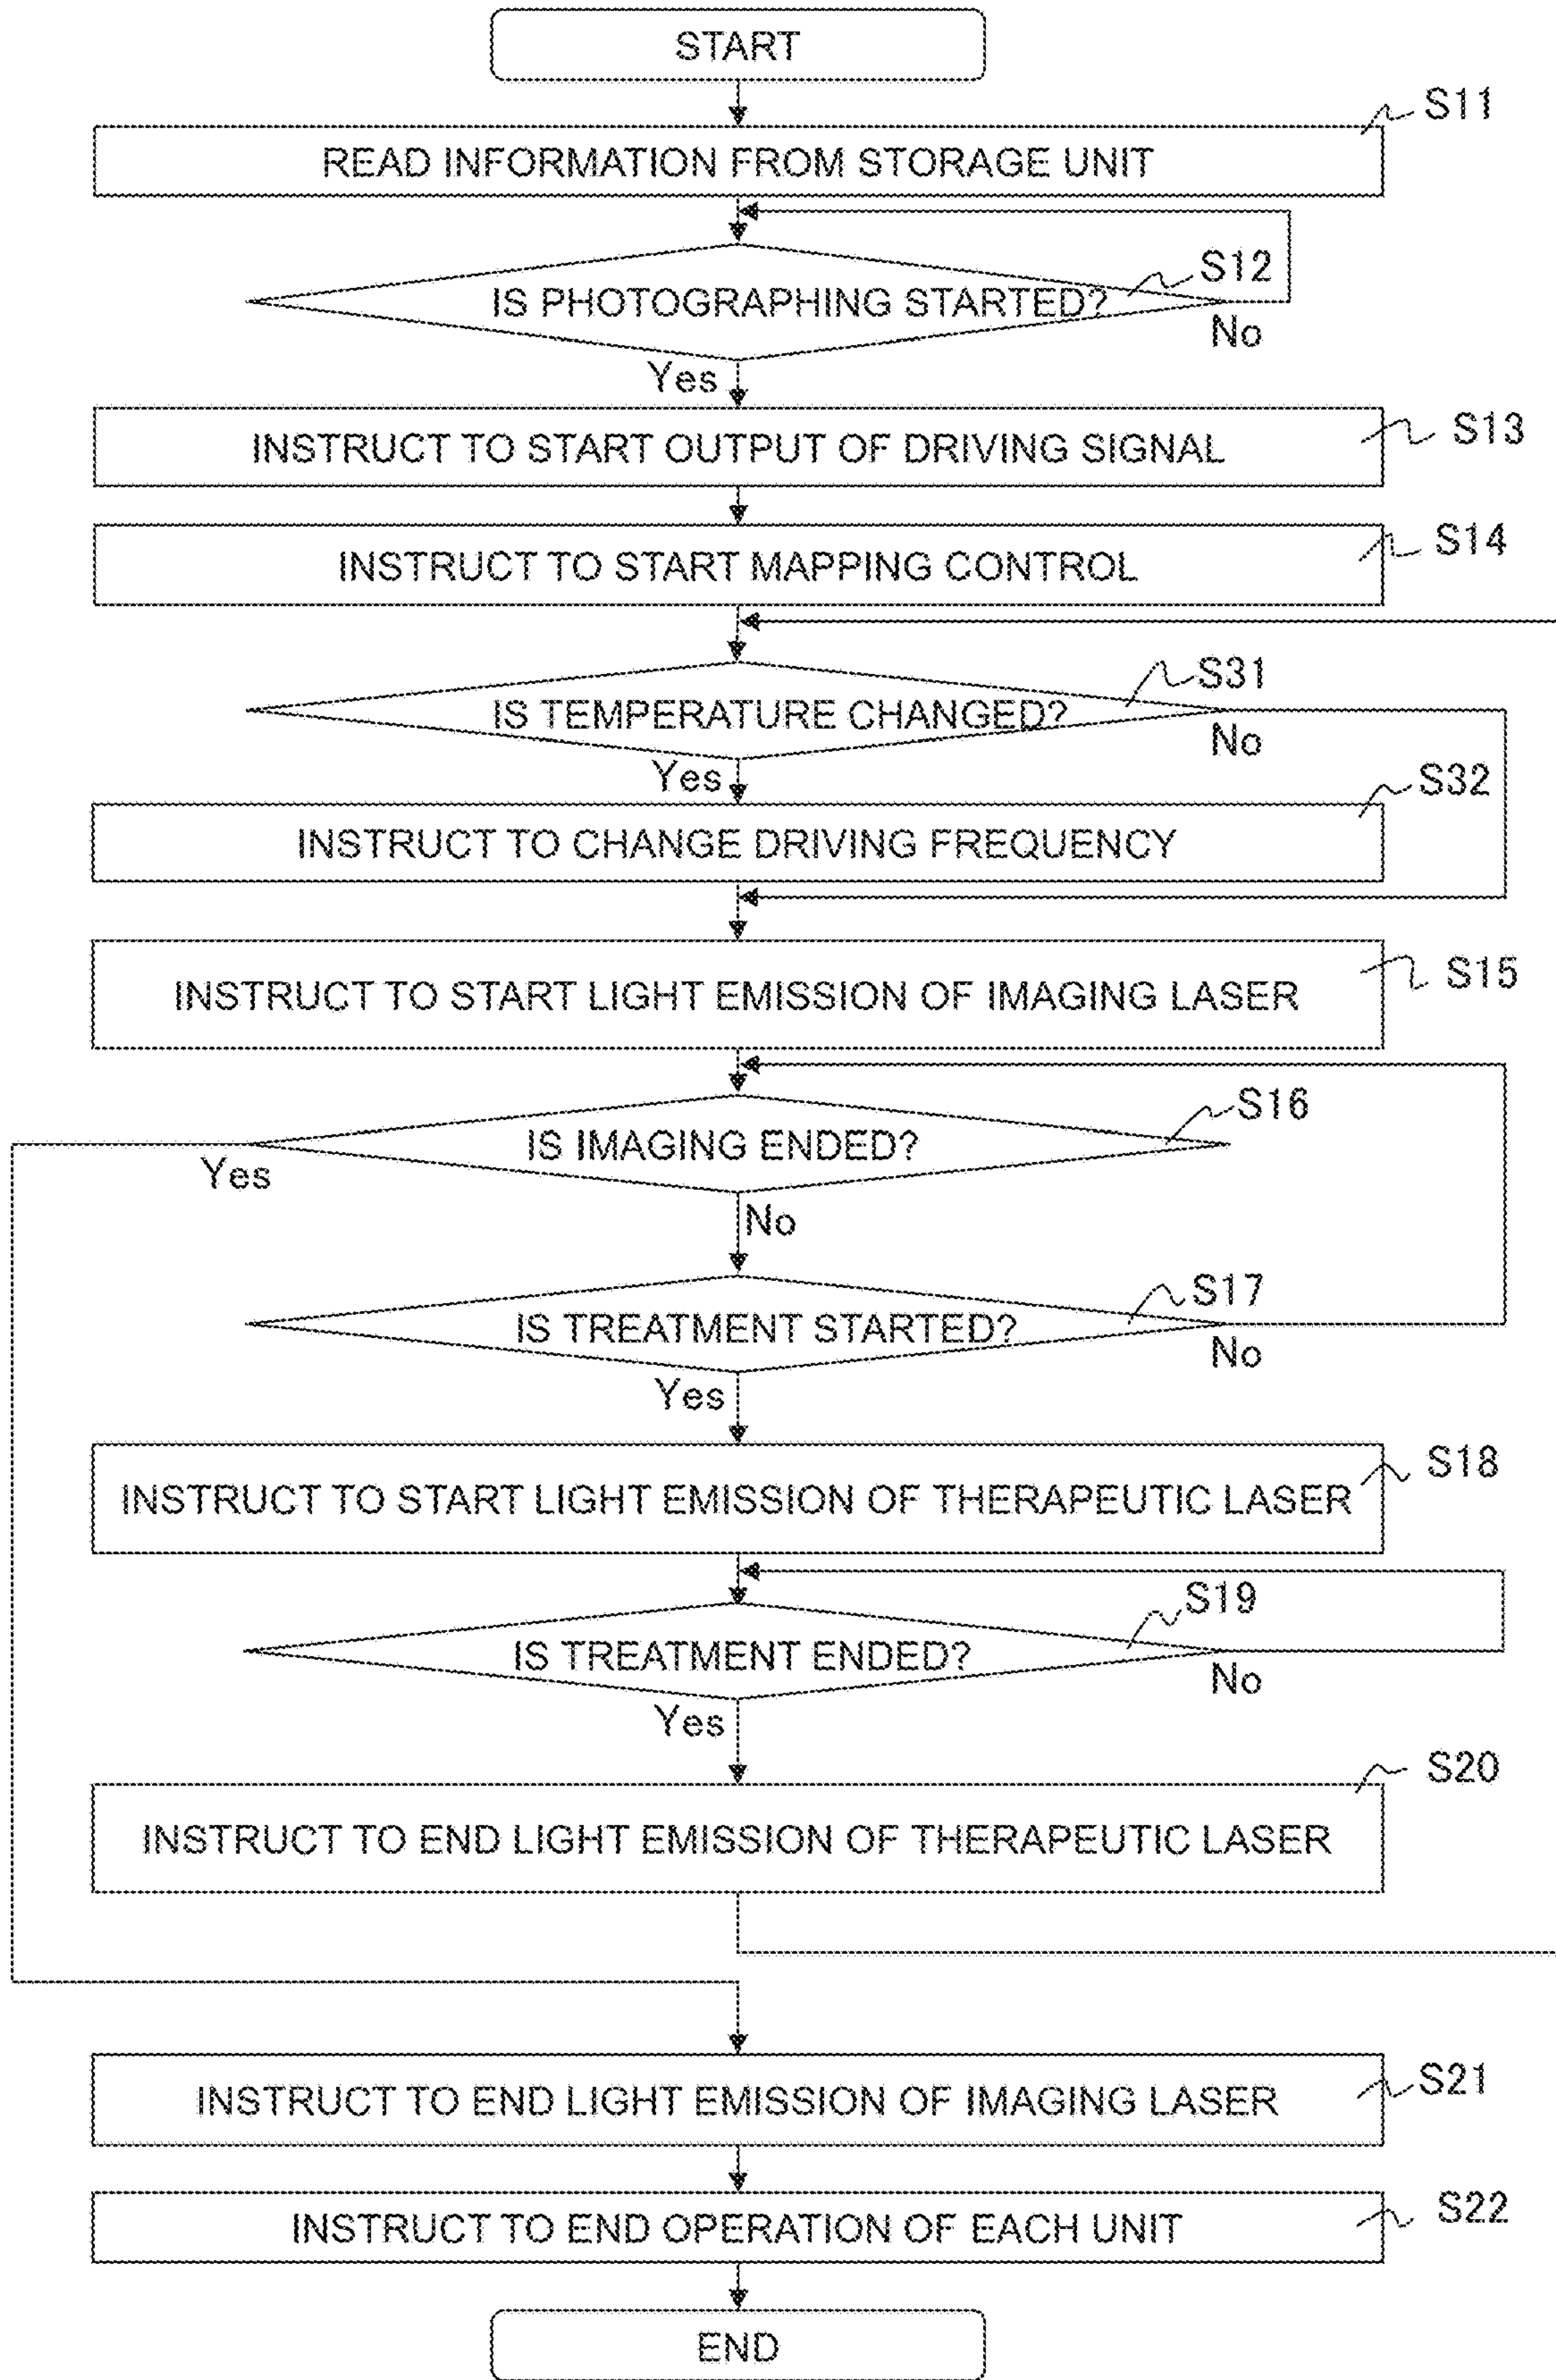 START
S11
READ INFORMATION FROM STORAGE UNIT
S12
IS PHOTOGRAPHING STARTED?
No
Yes
S13
INSTRUCT TO START OUTPUT OF DRIVING SIGNAL
S14
INSTRUCT TO START MAPPING CONTROL
S31
IS TEMPERATURE CHANGED?
No
Yes
S32
INSTRUCT TO CHANGE DRIVING FREQUENCY
S15
INSTRUCT TO START LIGHT EMISSION OF IMAGING LASER
S16
IS IMAGING ENDED?
Yes
No
S17
IS TREATMENT STARTED?
No
Yes
S18
INSTRUCT TO START LIGHT EMISSION OF THERAPEUTIC LASER
S19
IS TREATMENT ENDED?
No
Yes
S20
INSTRUCT TO END LIGHT EMISSION OF THERAPEUTIC LASER
S21
INSTRUCT TO END LIGHT EMISSION OF IMAGING LASER
S22
INSTRUCT TO END OPERATION OF EACH UNIT
END